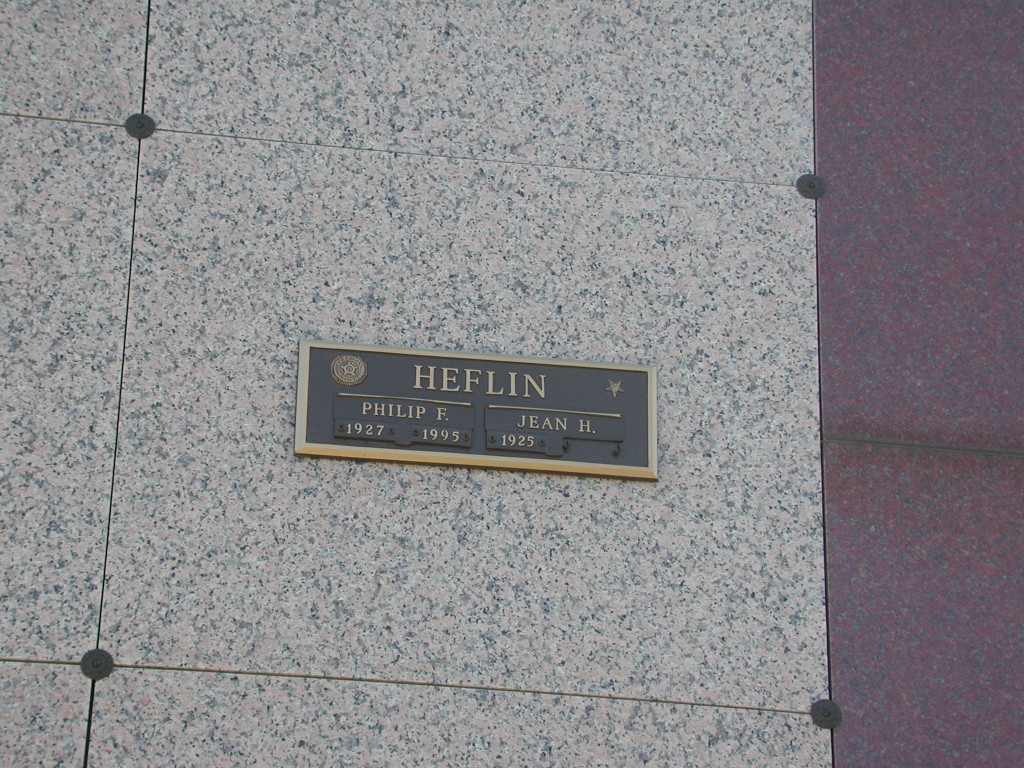 HEFLIN
PHILIP F.
1927 1995
JEAN H.
1925